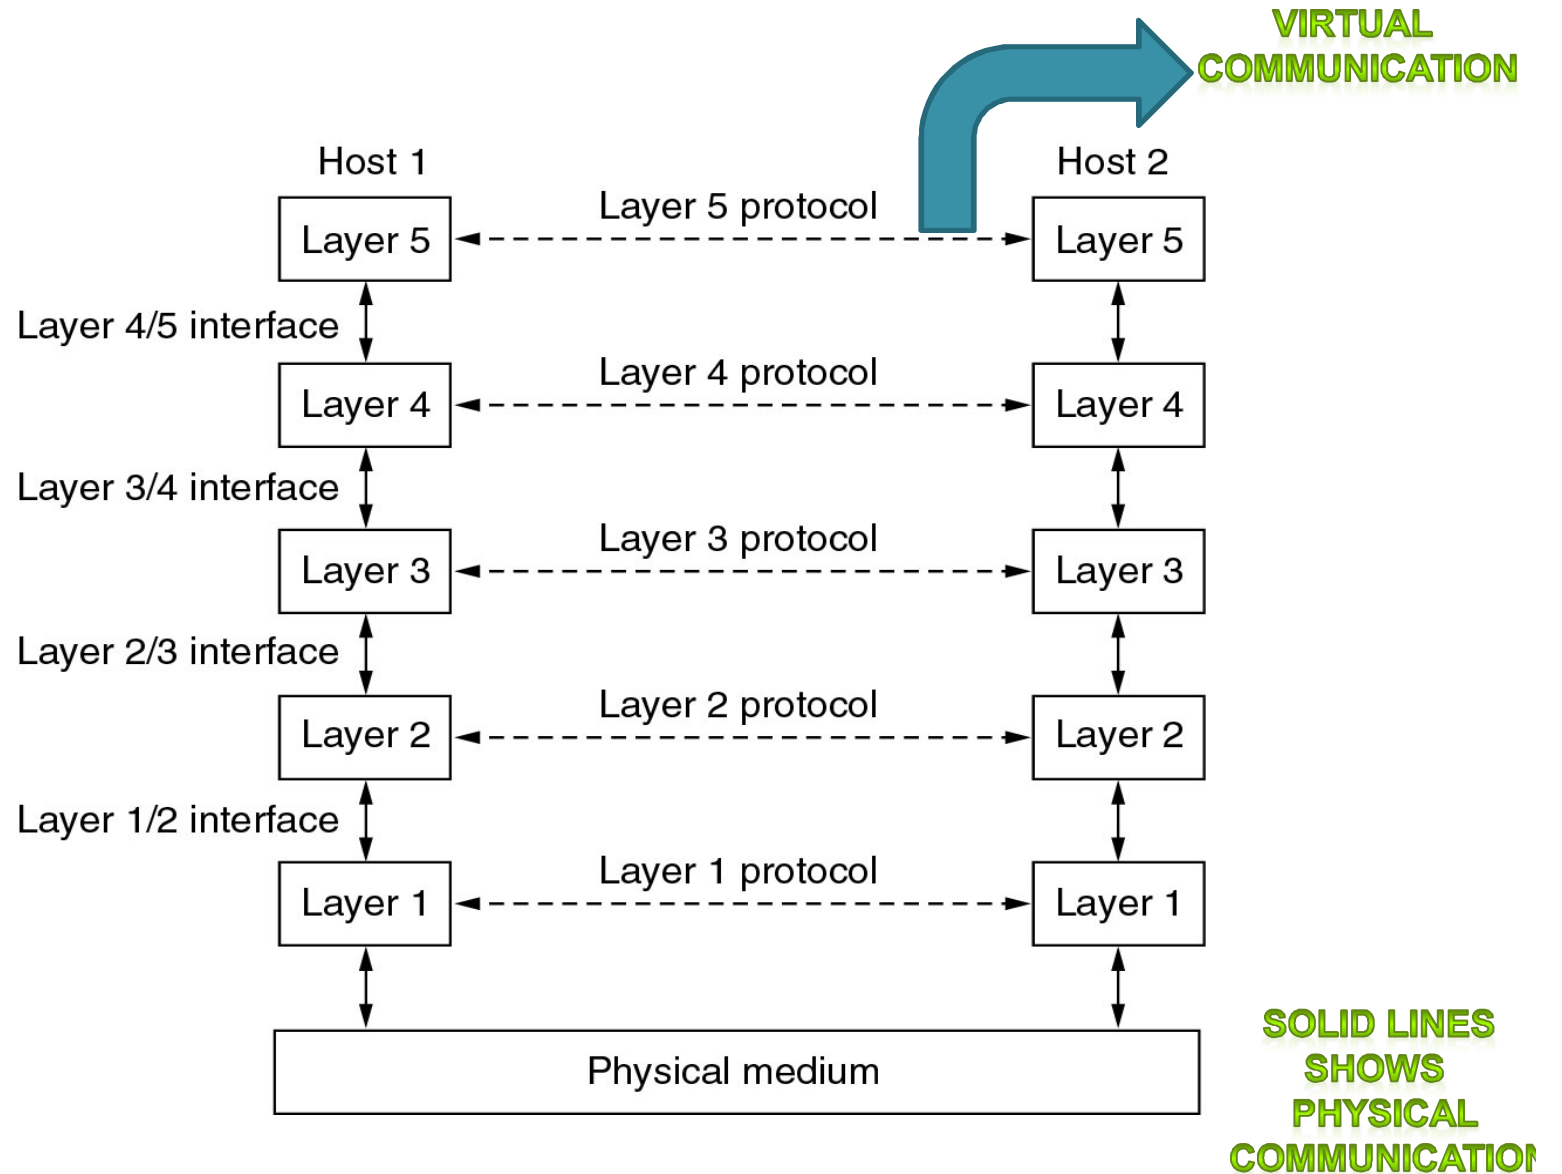 VIRTUAL
COMMUNICATION
Host 1
Host 2
Layer 5 protocol
Layer 5
Layer 5
Layer 4/5 interface
Layer 4 protocol
Layer 4
Layer 4
Layer 3/4 interface
Layer 3 protocol
Layer 3
Layer 3
Layer 2/3 interface
Layer 2 protocol
Layer 2
Layer 2
Layer 1/2 interface
Layer 1 protocol
Layer 1
Layer 1
Physical medium
SOLID LINES
SHOWS
PHYSICAL
COMMUNICATION